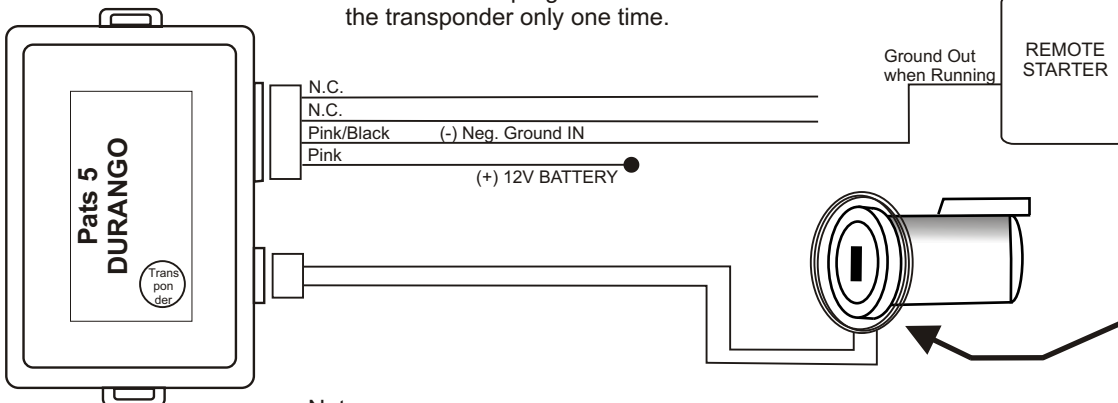 the transponder only one time.
Ground Out
when Running
REMOTE
STARTER
N.C.
N.C.
Pink/Black (-) Neg. Ground IN
Pink
(+) 12V BATTERY
Pats 5
DURANGO
Trans
pon
der